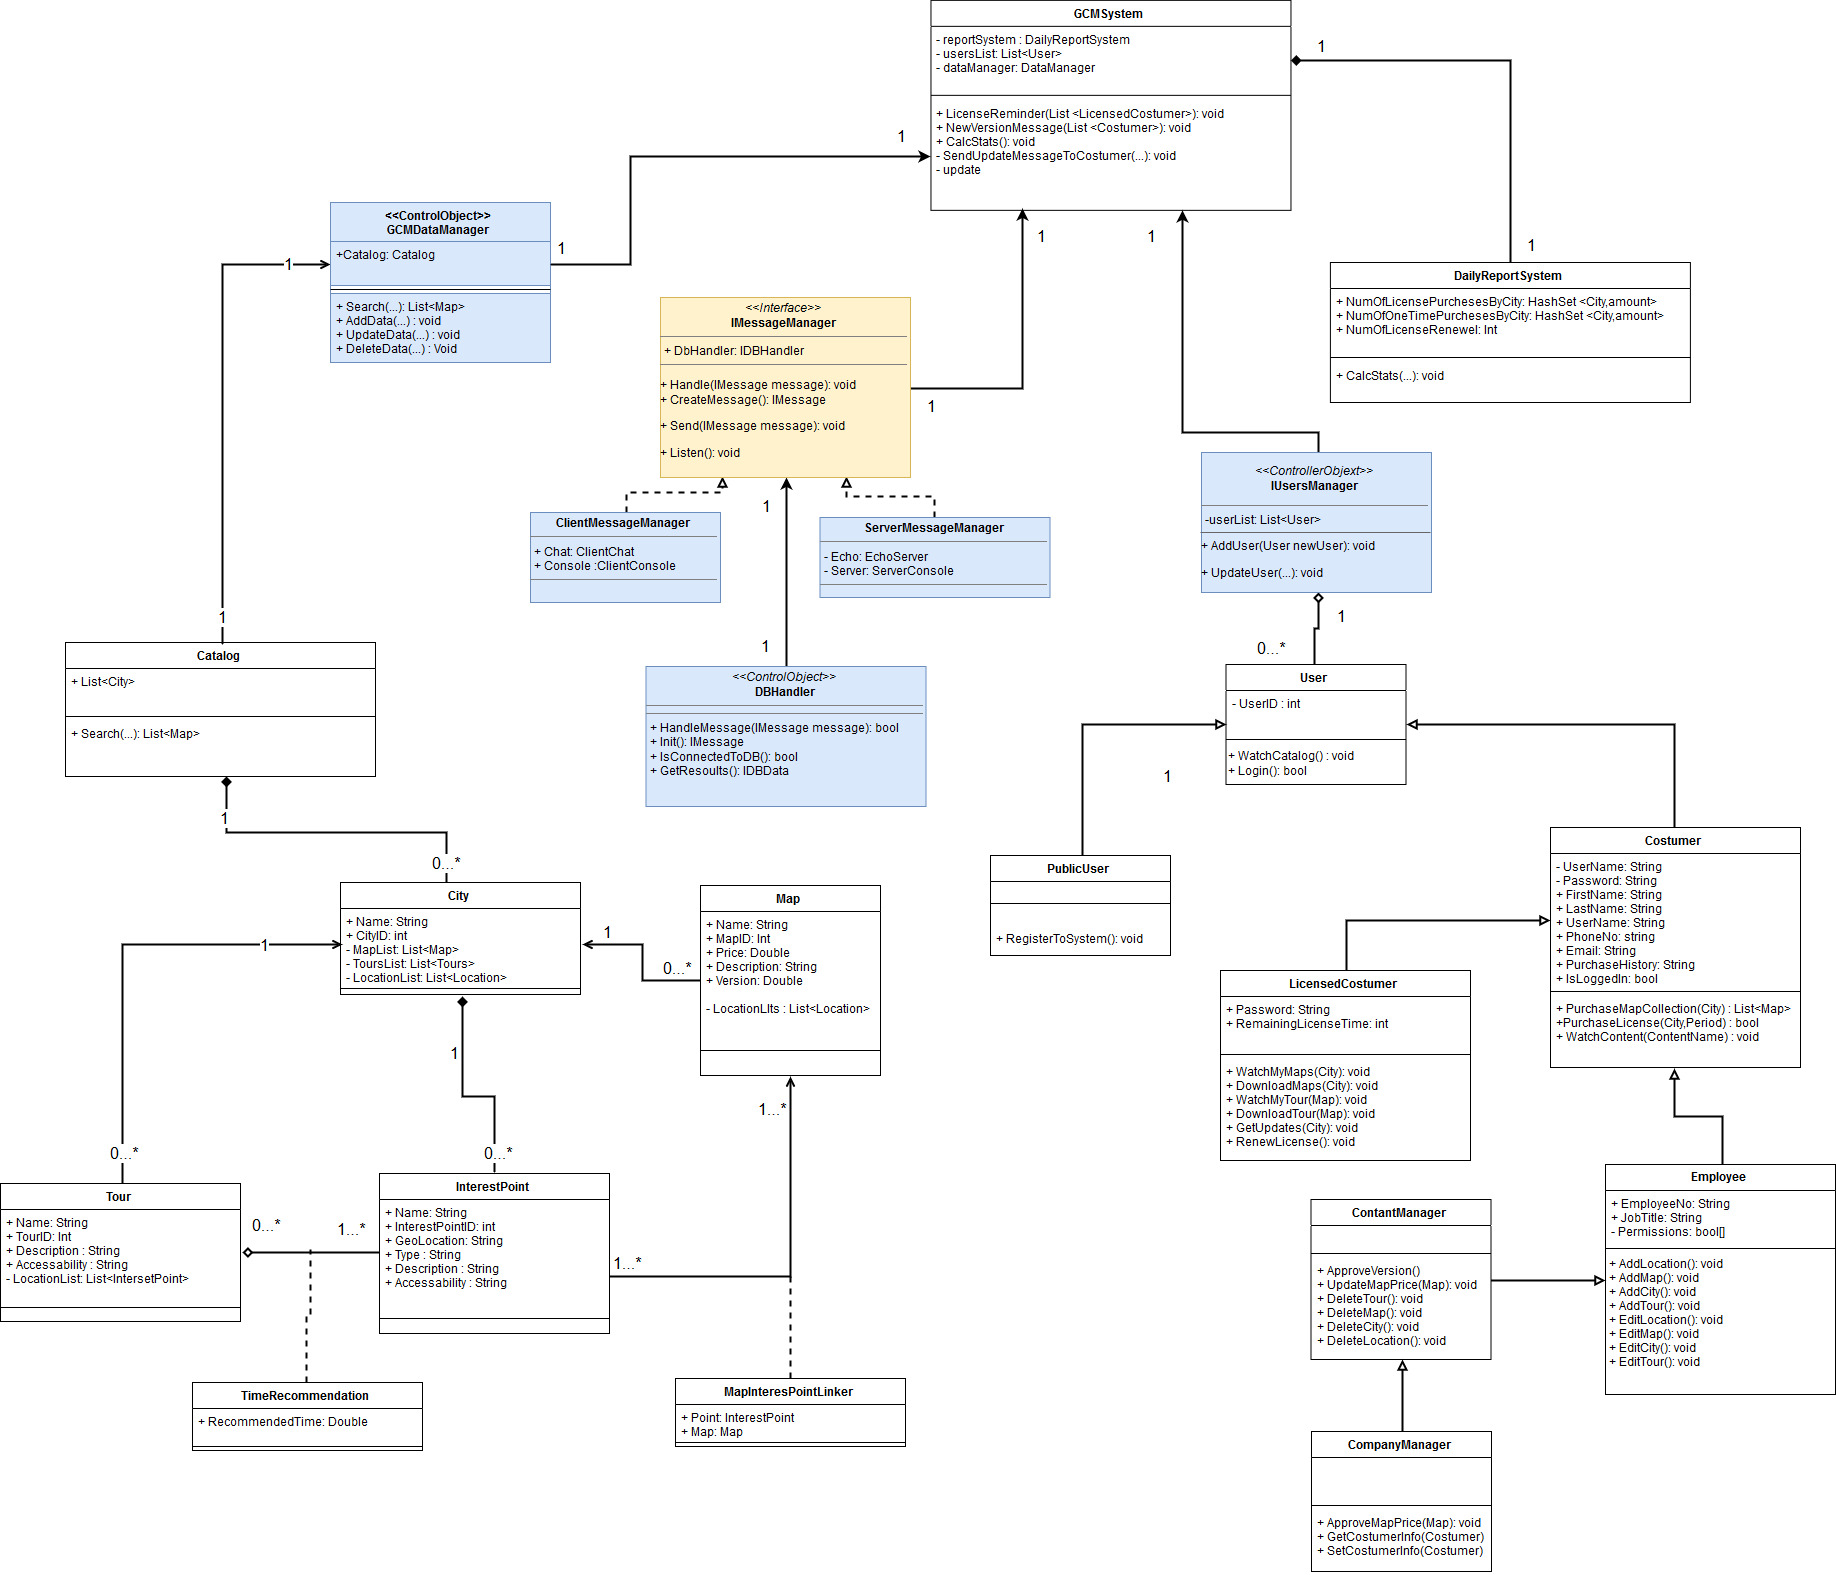 GCMSystem
- reportSystem : DailyReportSystem
- usersList: List<User>
- dataManager: DataManager
+ LicenseReminder(List <LicensedCostumer>): void
+ NewVersionMessage(List <Costumer>): void
+ CalcStats(): void
- SendUpdateMessageToCostumer(...): void
- update
1
1
1
1
1
1
<<ControlObject>>
GCMDataManager
+Catalog: Catalog
+ Search(...): List<Map>
+ AddData(...) : void
+ UpdateData(...) : void
+ DeleteData(...) : Void
1
DailyReportSystem
+ NumOfLicensePurchesesByCity: HashSet <City,amount>
+ NumOfOneTimePurchesesByCity: HashSet <City,amount>
+ NumOfLicenseRenewel: Int
+ CalcStats(...): void
<<Interface>>
IMessageManager
+ DbHandler: IDBHandler
+ Handle(IMessage message): void
+ CreateMessage(): IMessage
+ Send(IMessage message): void
+ Listen(): void
1
<<ControllerObjext>>
IUsersManager
-userList: List<User>
+ AddUser(User newUser): void
+ UpdateUser(...): void
1
ClientMessageManager
+ Chat: ClientChat
+ Console :ClientConsole
ServerMessageManager
- Echo: EchoServer
- Server: ServerConsole
1
1
1
0...*
Catalog
+ List<City>
+ Search(...): List<Map>
<<ControlObject>>
DBHandler
+ HandleMessage(IMessage message): bool
+ Init(): IMessage
+ IsConnectedToDB(): bool
+ GetResoults(): IDBData
User
- UserID : int
+ WatchCatalog() : void
+ Login(): bool
1
1
0...*
PublicUser
+ RegisterToSystem(): void
Costumer
- UserName: String
- Password: String
+ FirstName: String
+ LastName: String
+ UserName: String
+ PhoneNo: string
+ Email: String
+ PurchaseHistory: String
+ IsLoggedIn: bool
+ PurchaseMapCollection(City) : List<Map>
+PurchaseLicense(City,Period) : bool
+ WatchContent(ContentName) : void
City
+ Name: String
+ CityID: int
- MapList: List<Map>
- ToursList: List<Tours>
- LocationList: List<Location>
Map
+ Name: String
+ MapID: Int
+ Price: Double
+ Description: String
+ Version: Double
- LocationLIts : List<Location>
1
1
0...*
LicensedCostumer
+ Password: String
+ RemainingLicenseTime: int
+ WatchMyMaps(City): void
+ DownloadMaps(City): void
+ WatchMyTour(Map): void
+ DownloadTour(Map): void
+ GetUpdates(City): void
+ RenewLicense(): void
1
1...*
0...*
0...*
Tour
+ Name: String
+ TourID: Int
+ Description : String
+ Accessability : String
- LocationList: List<IntersetPoint>
0...*
1...*
InterestPoint
+ Name: String
+ InterestPointID: int
+ GeoLocation: String
+ Type : String
+ Description : String
+ Accessability : String
1...*
ContantManager
+ ApproveVersion()
+ UpdateMapPrice(Map): void
+ DeleteTour(): void
+ DeleteMap(): void
+ DeleteCity(): void
+ DeleteLocation(): void
Employee
+ EmployeeNo: String
+ JobTitle: String
- Permissions: bool[]
+ AddLocation(): void
+ AddMap(): void
+ AddCity(): void
+ AddTour(): void
+ EditLocation(): void
+ EditMap(): void
+ EditCity(): void
+ EditTour(): void
TimeRecommendation
+ RecommendedTime: Double
MapInteresPointLinker
+ Point: InterestPoint
+ Map: Map
CompanyManager
+ ApproveMapPrice(Map): void
+ GetCostumerInfo(Costumer)
+ SetCostumerInfo(Costumer)